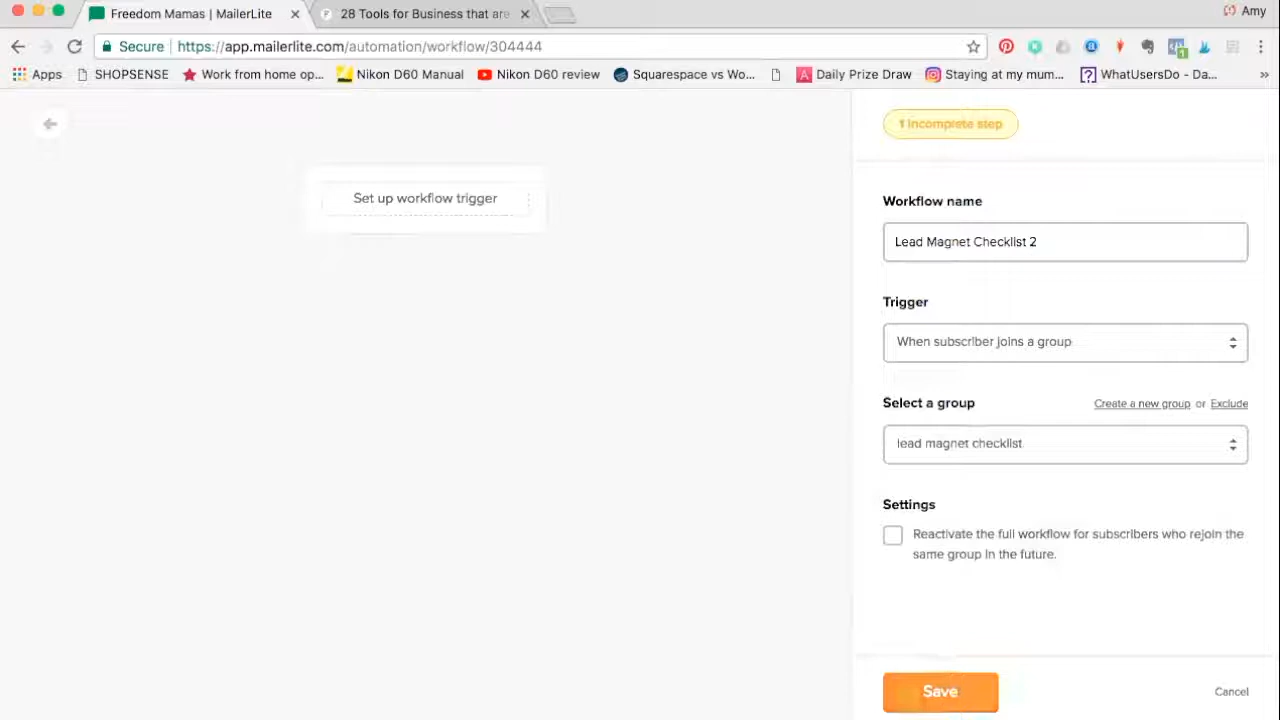 Freedom Mamas | MailerLite
28 Tools for Business that are
Amy
Secure
https://app.mailerlite.com/automation/workflow/304444
Apps
SHOPSENSE
Work from home op...
Nikon D60 Manual
Nikon D60 review
Squarespace vs Wo...
Daily Prize Draw
Staying at my mum...
WhatUsersDo - Da...
»
1 incomplete step
Set up workflow trigger
Workflow name
Lead Magnet Checklist 2
Trigger
When subscriber joins a group
Select a group
Create a new group or Exclude
lead magnet checklist
Settings
Reactivate the full workflow for subscribers who rejoin the
same group in the future.
Save
Cancel